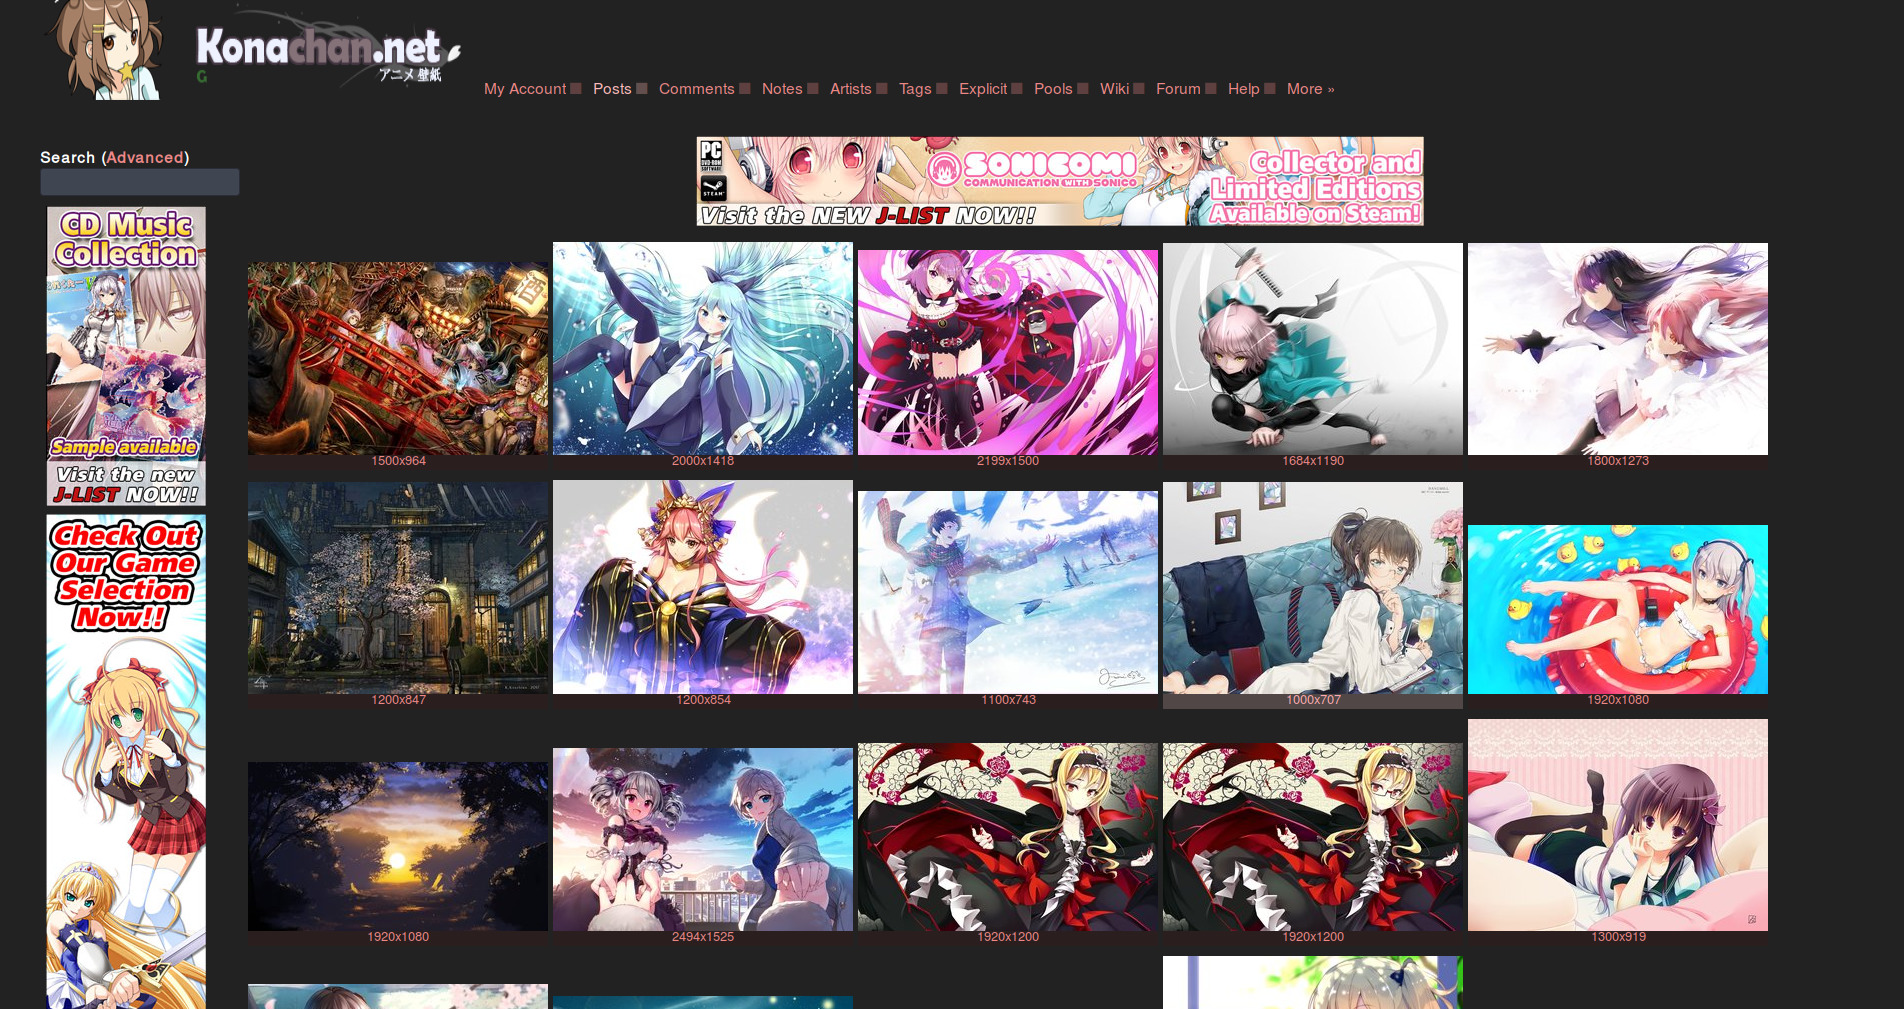 Konachan.net
G
アニメ 壁紙
My Account Posts Comments Notes Artists Tags Explicit Pools Wiki Forum Help More »
Search (Advanced)
PC
DVD-ROM
SOFTWARE
STEAM
SONICOMI
COMMUNICATION WITH SONICO
Collector and
Limited Editions
Available on Steam!
Visit the NEW J-LIST NOW!!
CD Music
Collection
Sample available
Visit the new
J-LIST NOW!!
酒
1500x964
2000x1418
2199x1500
1684x1190
1800x1273
Check Out
Our Game
Selection
Now!!
1200x847
1200x854
1100x743
1000x707
1920x1080
1920x1080
2494x1525
1920x1200
1920x1200
1300x919